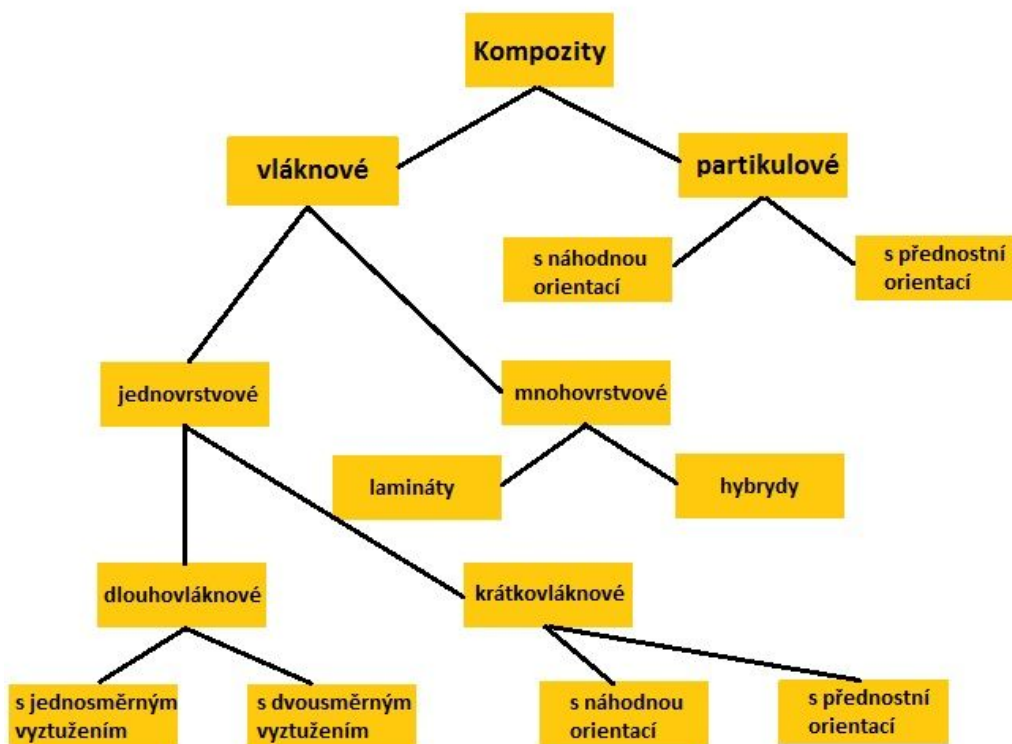 Kompozity
vláknové
partikulové
s náhodnou
orientací
s přednostní
orientací
jednovrstvové
mnohovrstvové
lamináty
hybrydy
dlouhovláknové
krátkovláknové
s jednosměrným
vyztužením
s dvousměrným
vyztužením
s náhodnou
orientací
s přednostní
orientací